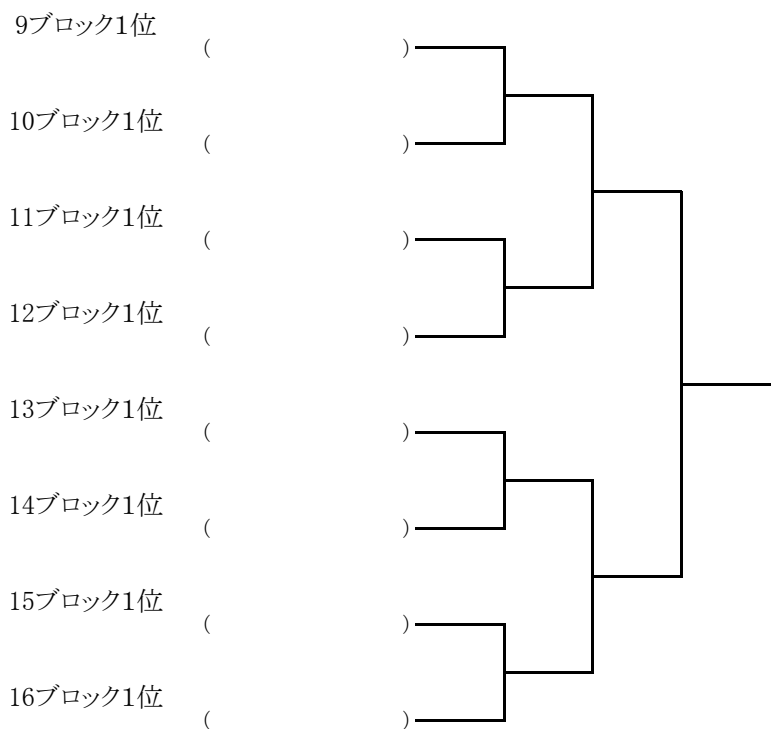 9ブロック1位
（　　　　　　　　）
10ブロック1位
（　　　　　　　　）
11ブロック1位
（　　　　　　　　）
12ブロック1位
（　　　　　　　　）
13ブロック1位
（　　　　　　　　）
14ブロック1位
（　　　　　　　　）
15ブロック1位
（　　　　　　　　）
16ブロック1位
（　　　　　　　　）